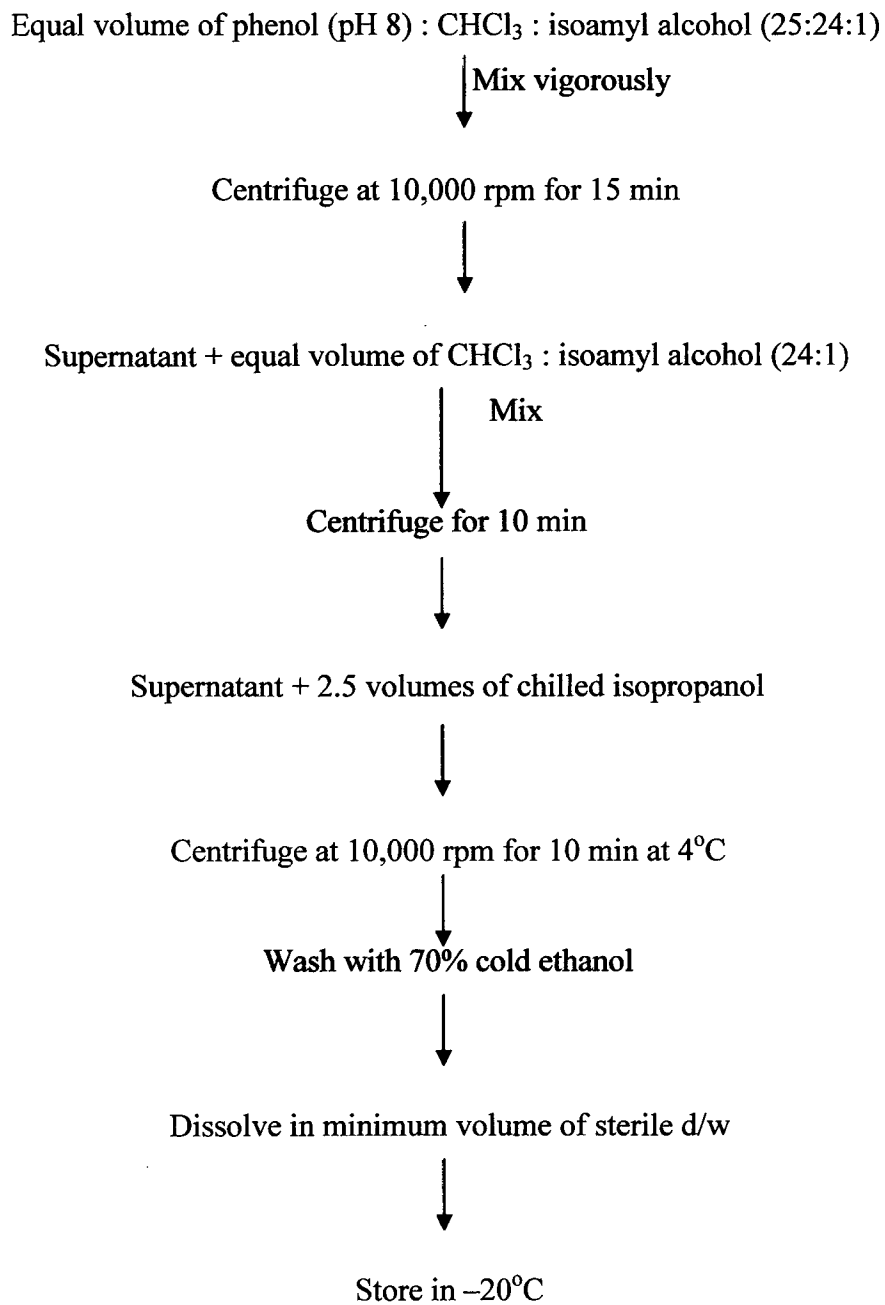 Equal volume of phenol (pH 8) : CHCl₃ : isoamyl alcohol (25:24:1)
Mix vigorously
Centrifuge at 10,000 rpm for 15 min
Supernatant + equal volume of CHCl₃ : isoamyl alcohol (24:1)
Mix
Centrifuge for 10 min
Supernatant + 2.5 volumes of chilled isopropanol
Centrifuge at 10,000 rpm for 10 min at 4°C
Wash with 70% cold ethanol
Dissolve in minimum volume of sterile d/w
Store in –20°C